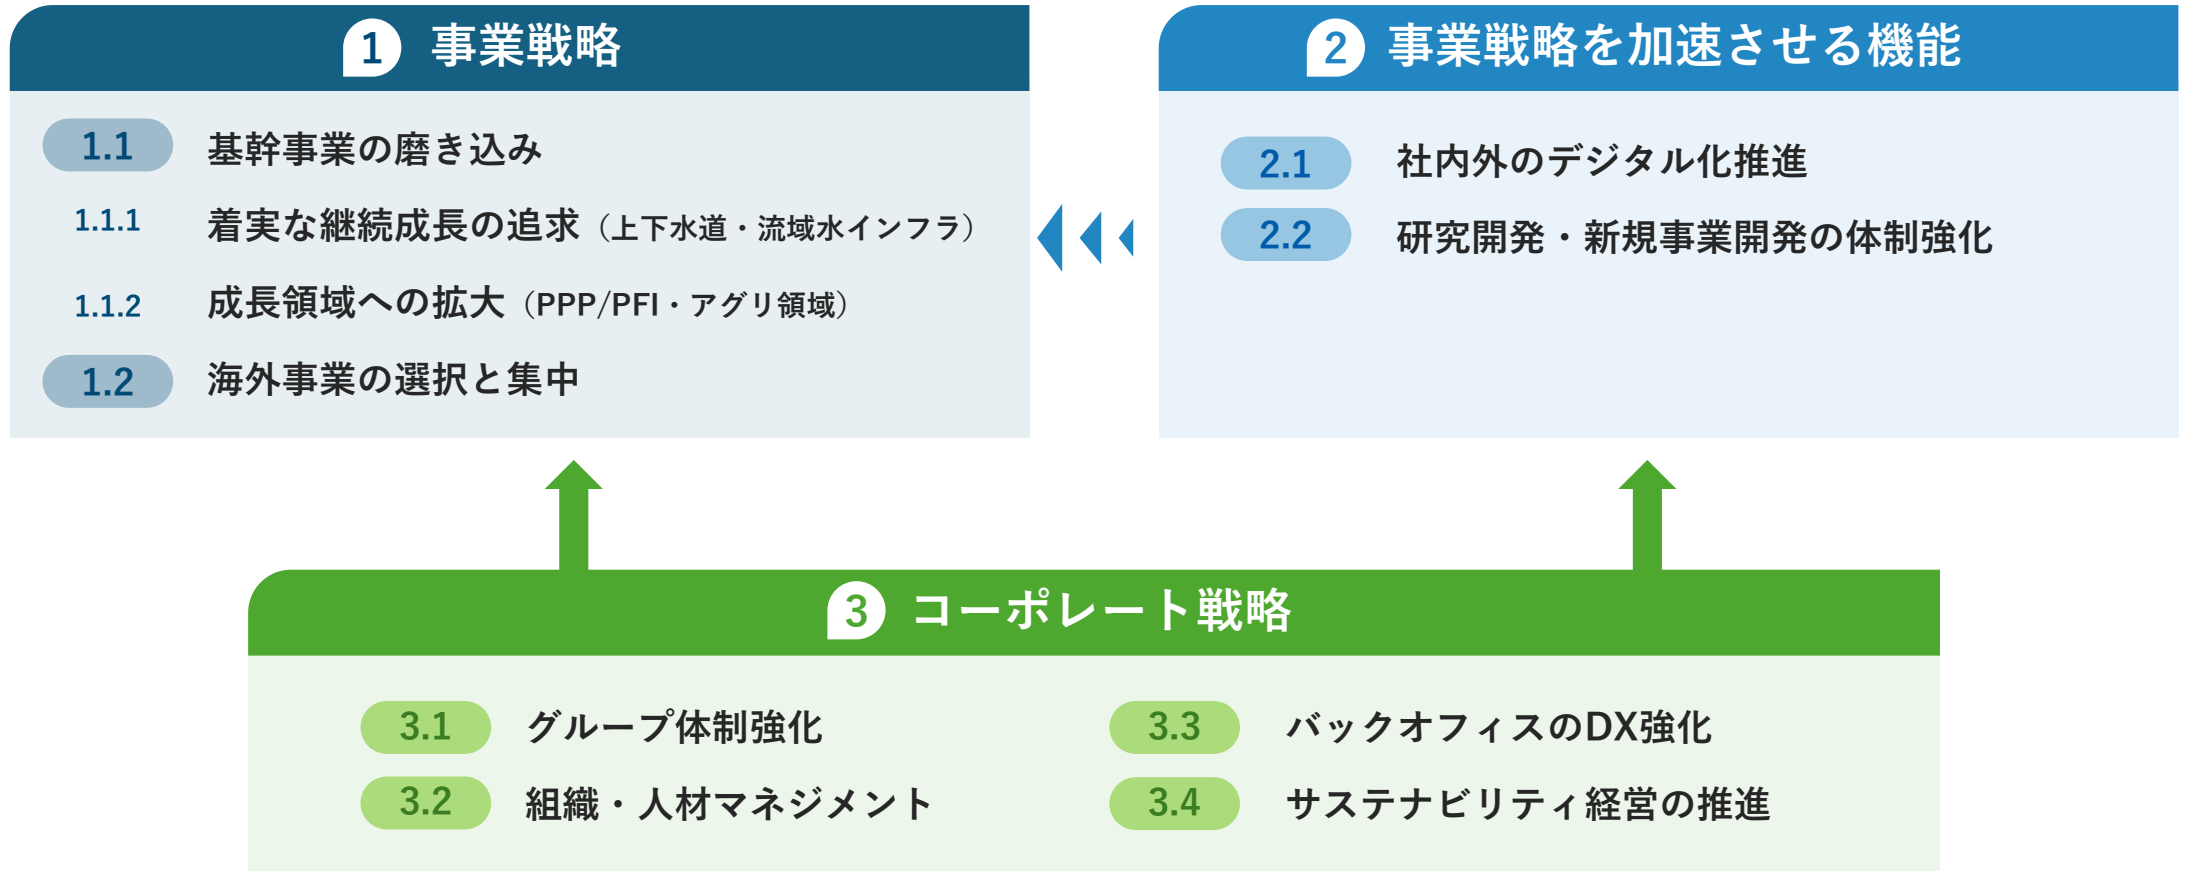 1 事業戦略
1.1 基幹事業の磨き込み
1.1.1 着実な継続成長の追求（上下水道・流域水インフラ）
1.1.2 成長領域への拡大（PPP/PFI・アグリ領域）
1.2 海外事業の選択と集中
2 事業戦略を加速させる機能
2.1 社内外のデジタル化推進
2.2 研究開発・新規事業開発の体制強化
3 コーポレート戦略
3.1 グループ体制強化
3.2 組織・人材マネジメント
3.3 バックオフィスのDX強化
3.4 サステナビリティ経営の推進